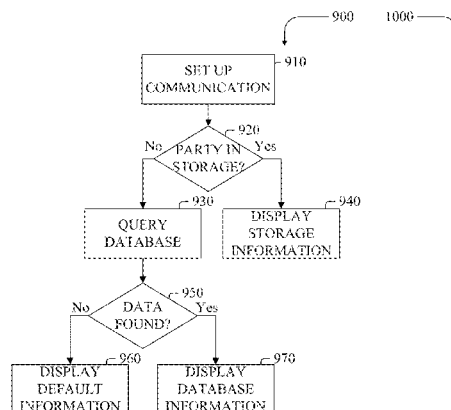 900
1000
910
SET UP
COMMUNICATION
920
No
PARTY IN
STORAGE?
Yes
930
QUERY
DATABASE
940
DISPLAY
STORAGE
INFORMATION
950
No
DATA
FOUND?
Yes
960
DISPLAY
DEFAULT
INFORMATION
970
DISPLAY
DATABASE
INFORMATION